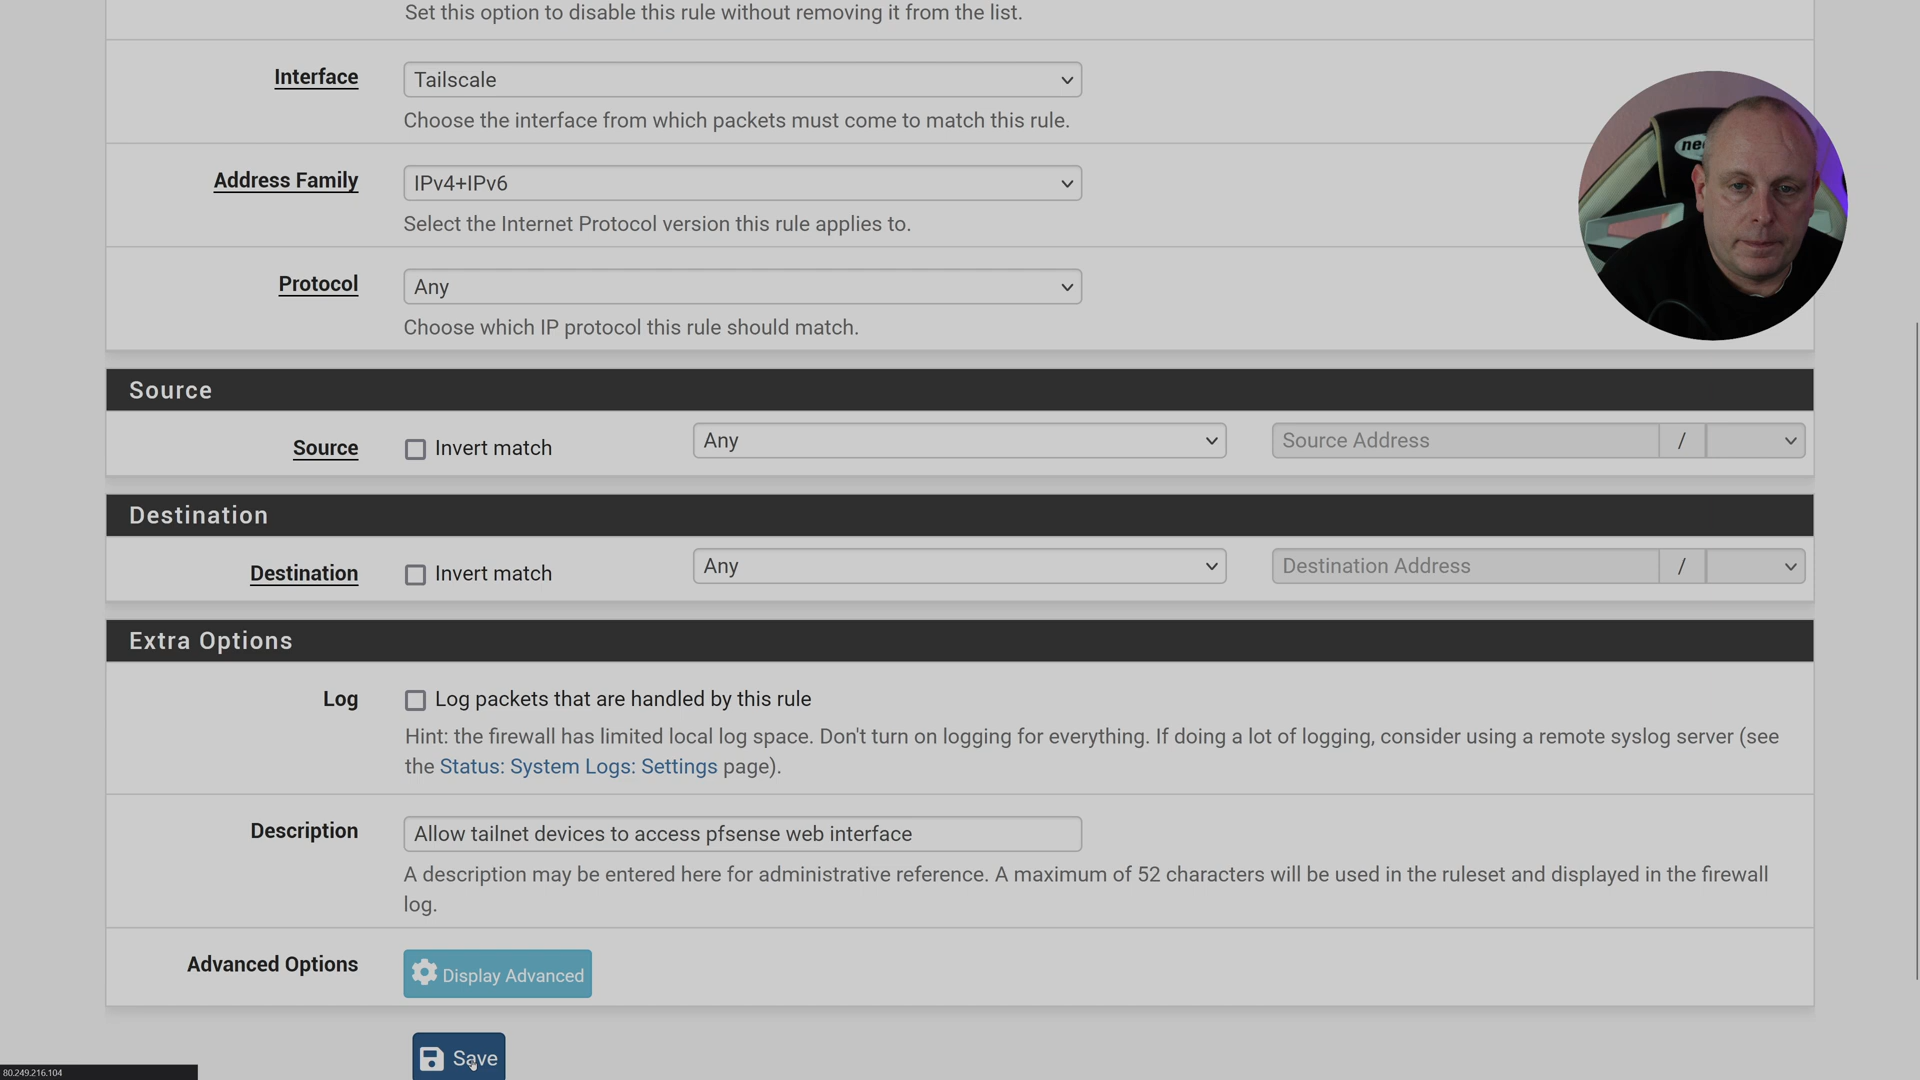 Set this option to disable this rule without removing it from the list.
Interface
Tailscale
Choose the interface from which packets must come to match this rule.
Address Family
IPv4+IPv6
Select the Internet Protocol version this rule applies to.
Protocol
Any
Choose which IP protocol this rule should match.
Source
Source
Invert match
Any
Source Address
/
Destination
Destination
Invert match
Any
Destination Address
/
Extra Options
Log
Log packets that are handled by this rule
Hint: the firewall has limited local log space. Don't turn on logging for everything. If doing a lot of logging, consider using a remote syslog server (see
the Status: System Logs: Settings page).
Description
Allow tailnet devices to access pfsense web interface
A description may be entered here for administrative reference. A maximum of 52 characters will be used in the ruleset and displayed in the firewall
log.
Advanced Options
Display Advanced
Save
80.249.216.104